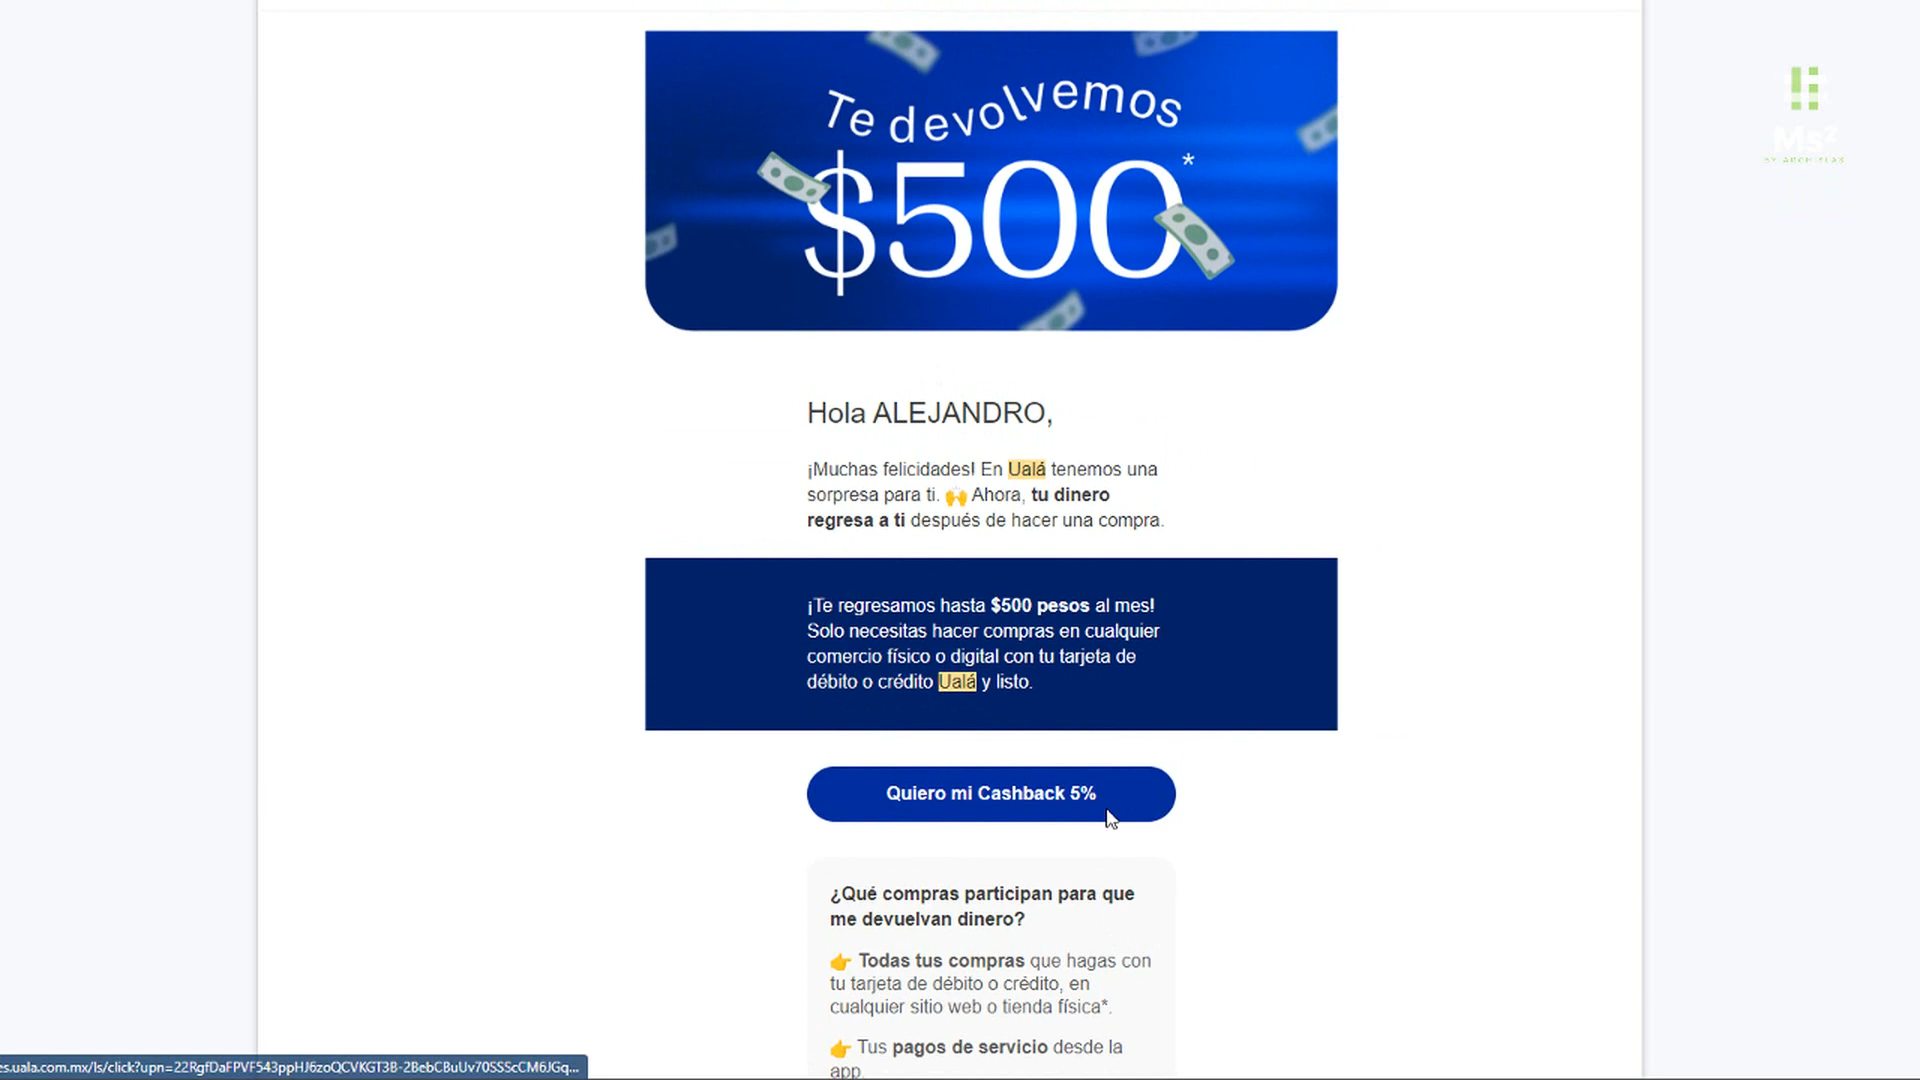 Te devolvemos
$500*
Ms²
BY ARCHIFLAX
Hola ALEJANDRO,
¡Muchas felicidades! En Ualá tenemos una
sorpresa para ti. 🙌 Ahora, tu dinero
regresa a ti después de hacer una compra.
¡Te regresamos hasta $500 pesos al mes!
Solo necesitas hacer compras en cualquier
comercio físico o digital con tu tarjeta de
débito o crédito Ualá y listo.
Quiero mi Cashback 5%
¿Qué compras participan para que
me devuelvan dinero?
👉 Todas tus compras que hagas con
tu tarjeta de débito o crédito, en
cualquier sitio web o tienda física*.
👉 Tus pagos de servicio desde la
app.
es.uala.com.mx/ls/click?upn=22RgfDaFPVF543ppHJ6zoQCVKGT3B-2BebCBuUv70SSScCM6JGq...